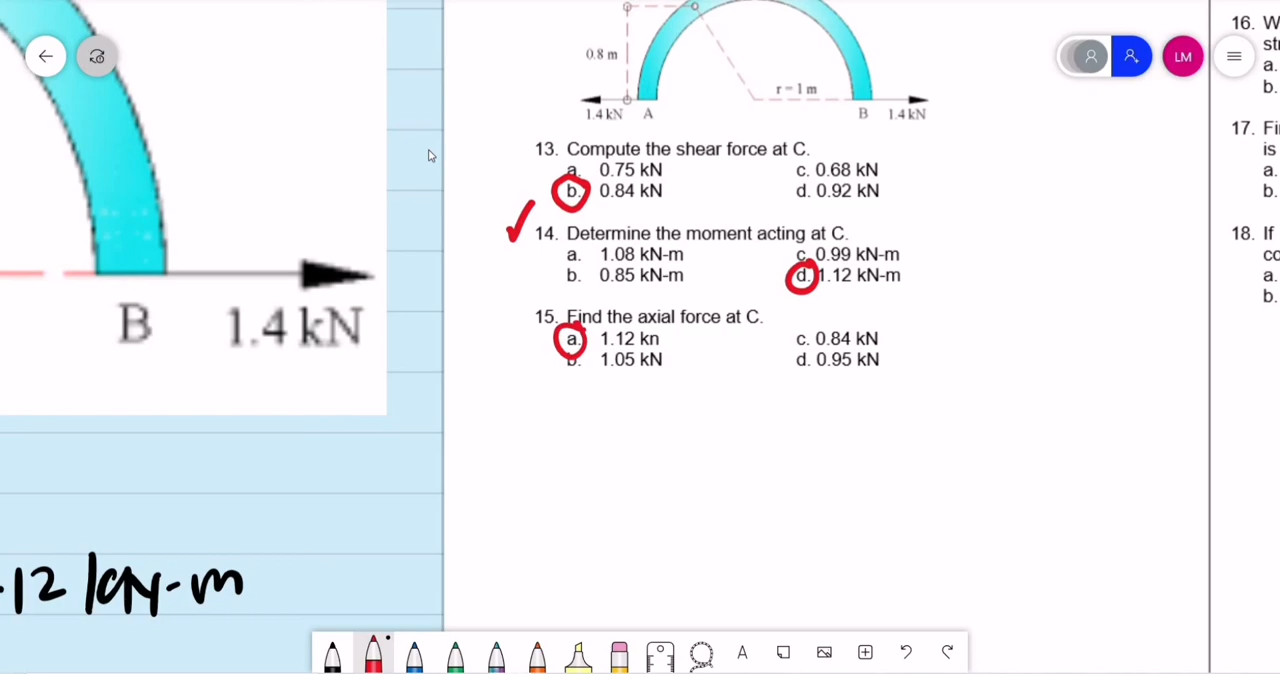 0.8 m
r = 1 m
1.4 kN A B 1.4 kN
13. Compute the shear force at C.
a. 0.75 kN c. 0.68 kN
b. 0.84 kN d. 0.92 kN
14. Determine the moment acting at C.
a. 1.08 kN-m c. 0.99 kN-m
b. 0.85 kN-m d. 1.12 kN-m
15. Find the axial force at C.
a. 1.12 kn c. 0.84 kN
b. 1.05 kN d. 0.95 kN
B 1.4 kN
.12 kN-m
LM
16. W
st
a.
b.
17. Fi
is
a.
b.
18. If
cc
a.
b.
A